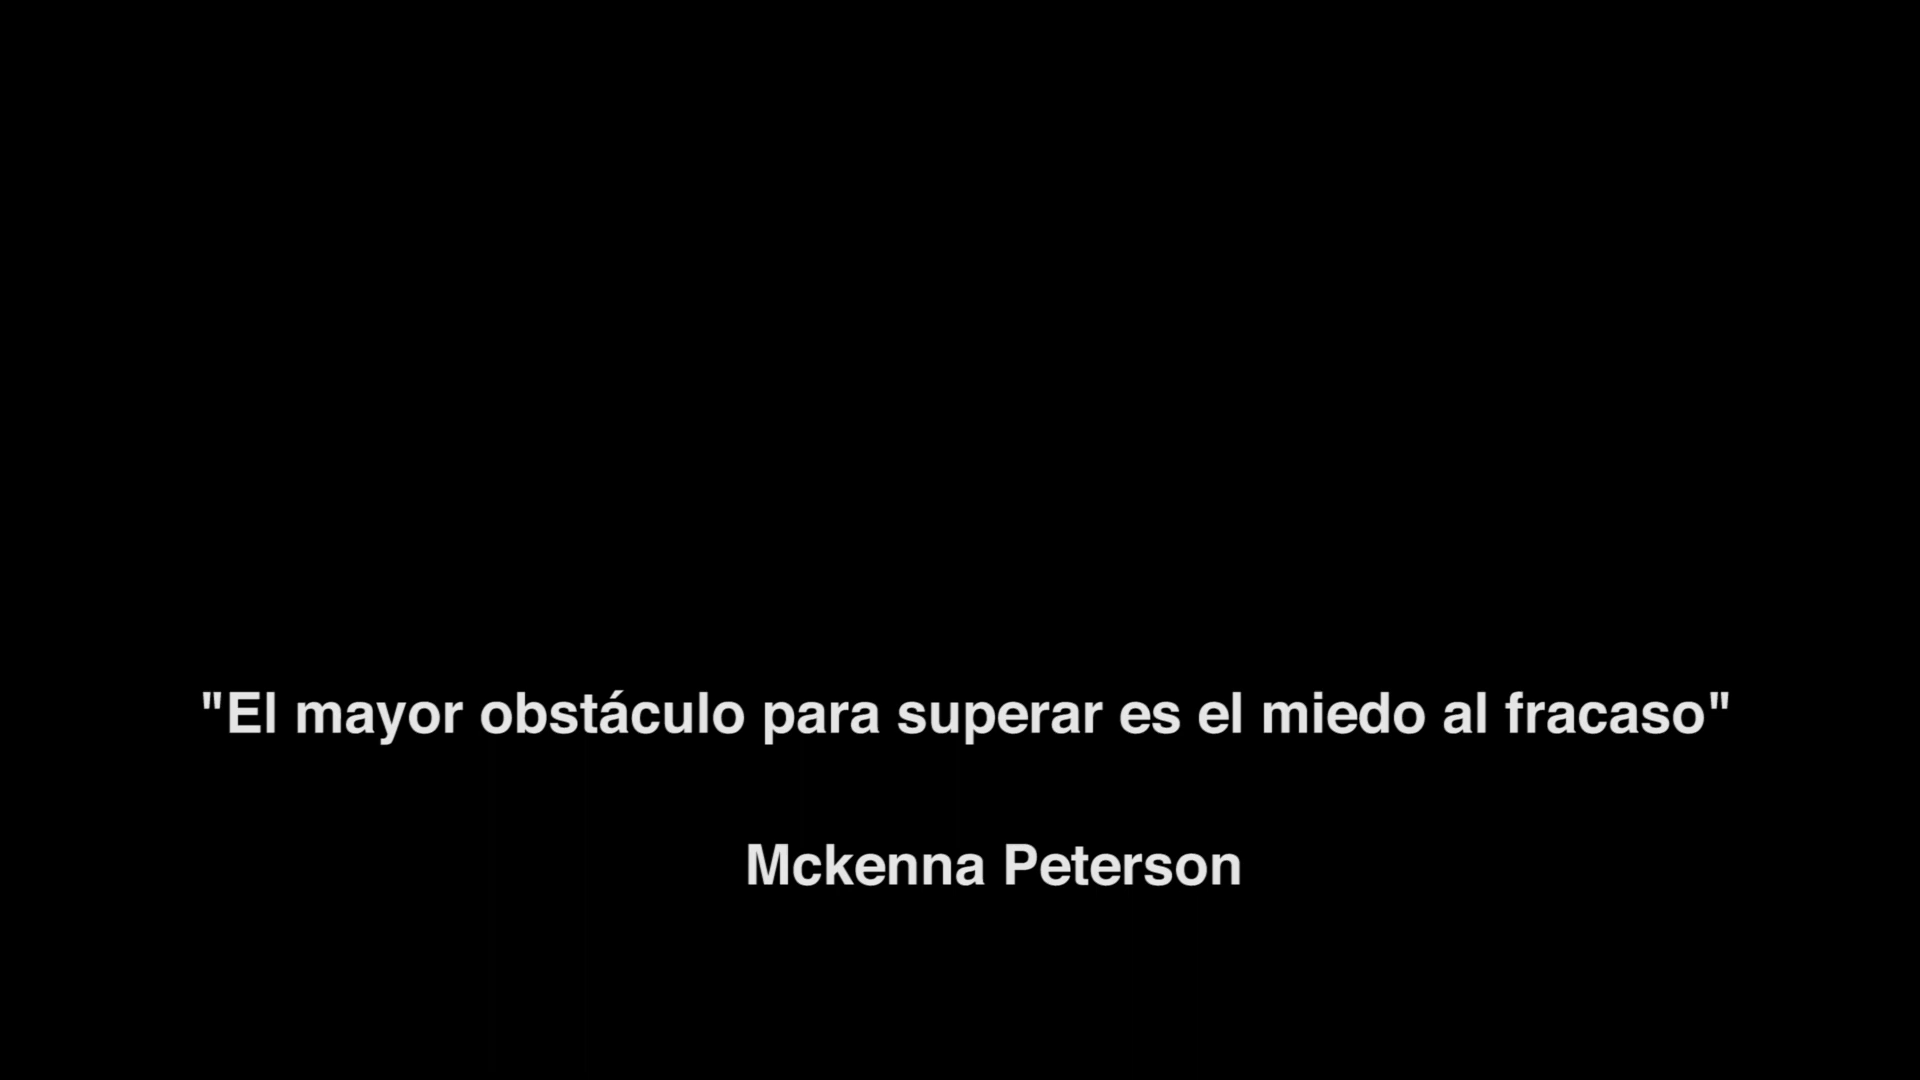 "El mayor obstáculo para superar es el miedo al fracaso"
Mckenna Peterson